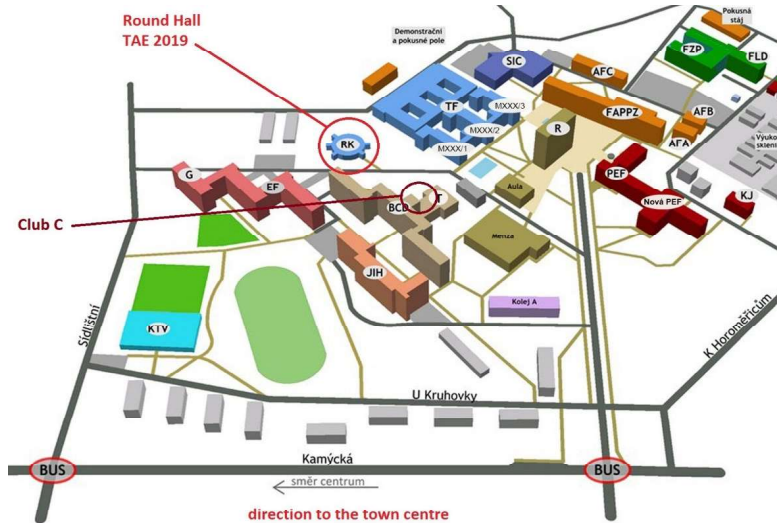 Round Hall
TAE 2019
Demonstrační
a pokusné pole
Pokusná
stáj
SIC
AFC
FZP
FLD
TF
MXXX/3
MXXX/2
MXXX/1
FAPPZ
AFB
AFA
R
RK
Výuko
sklení
G
EF
BCD
T
Aula
PEF
Nová PEF
KJ
Club C
Menza
JIH
Kolej A
KTV
Sídlištní
K Horoměřicům
U Kruhovky
BUS
Kamýcká
BUS
směr centrum
direction to the town centre